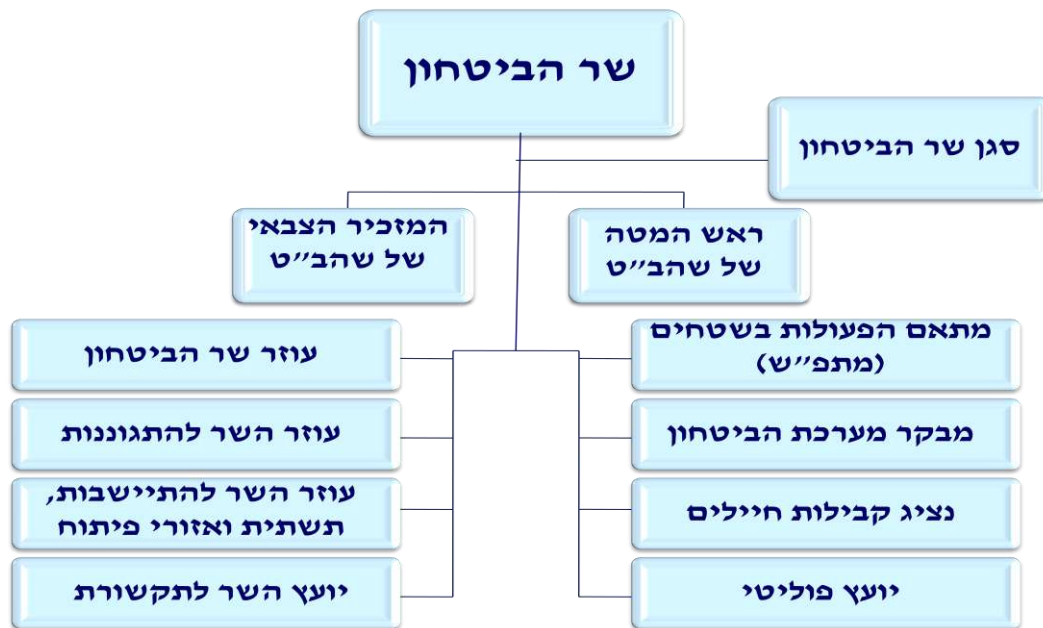 שר הביטחון
סגן שר הביטחון
ראש המטה
של שהב״ט
המזכיר הצבאי
של שהב״ט
מתאם הפעולות בשטחים
(מתפ״ש)
מבקר מערכת הביטחון
נציג קבילות חיילים
יועץ פוליטי
עוזר שר הביטחון
עוזר השר להתגוננות
עוזר השר להתיישבות,
תשתית ואזורי פיתוח
יועץ השר לתקשורת